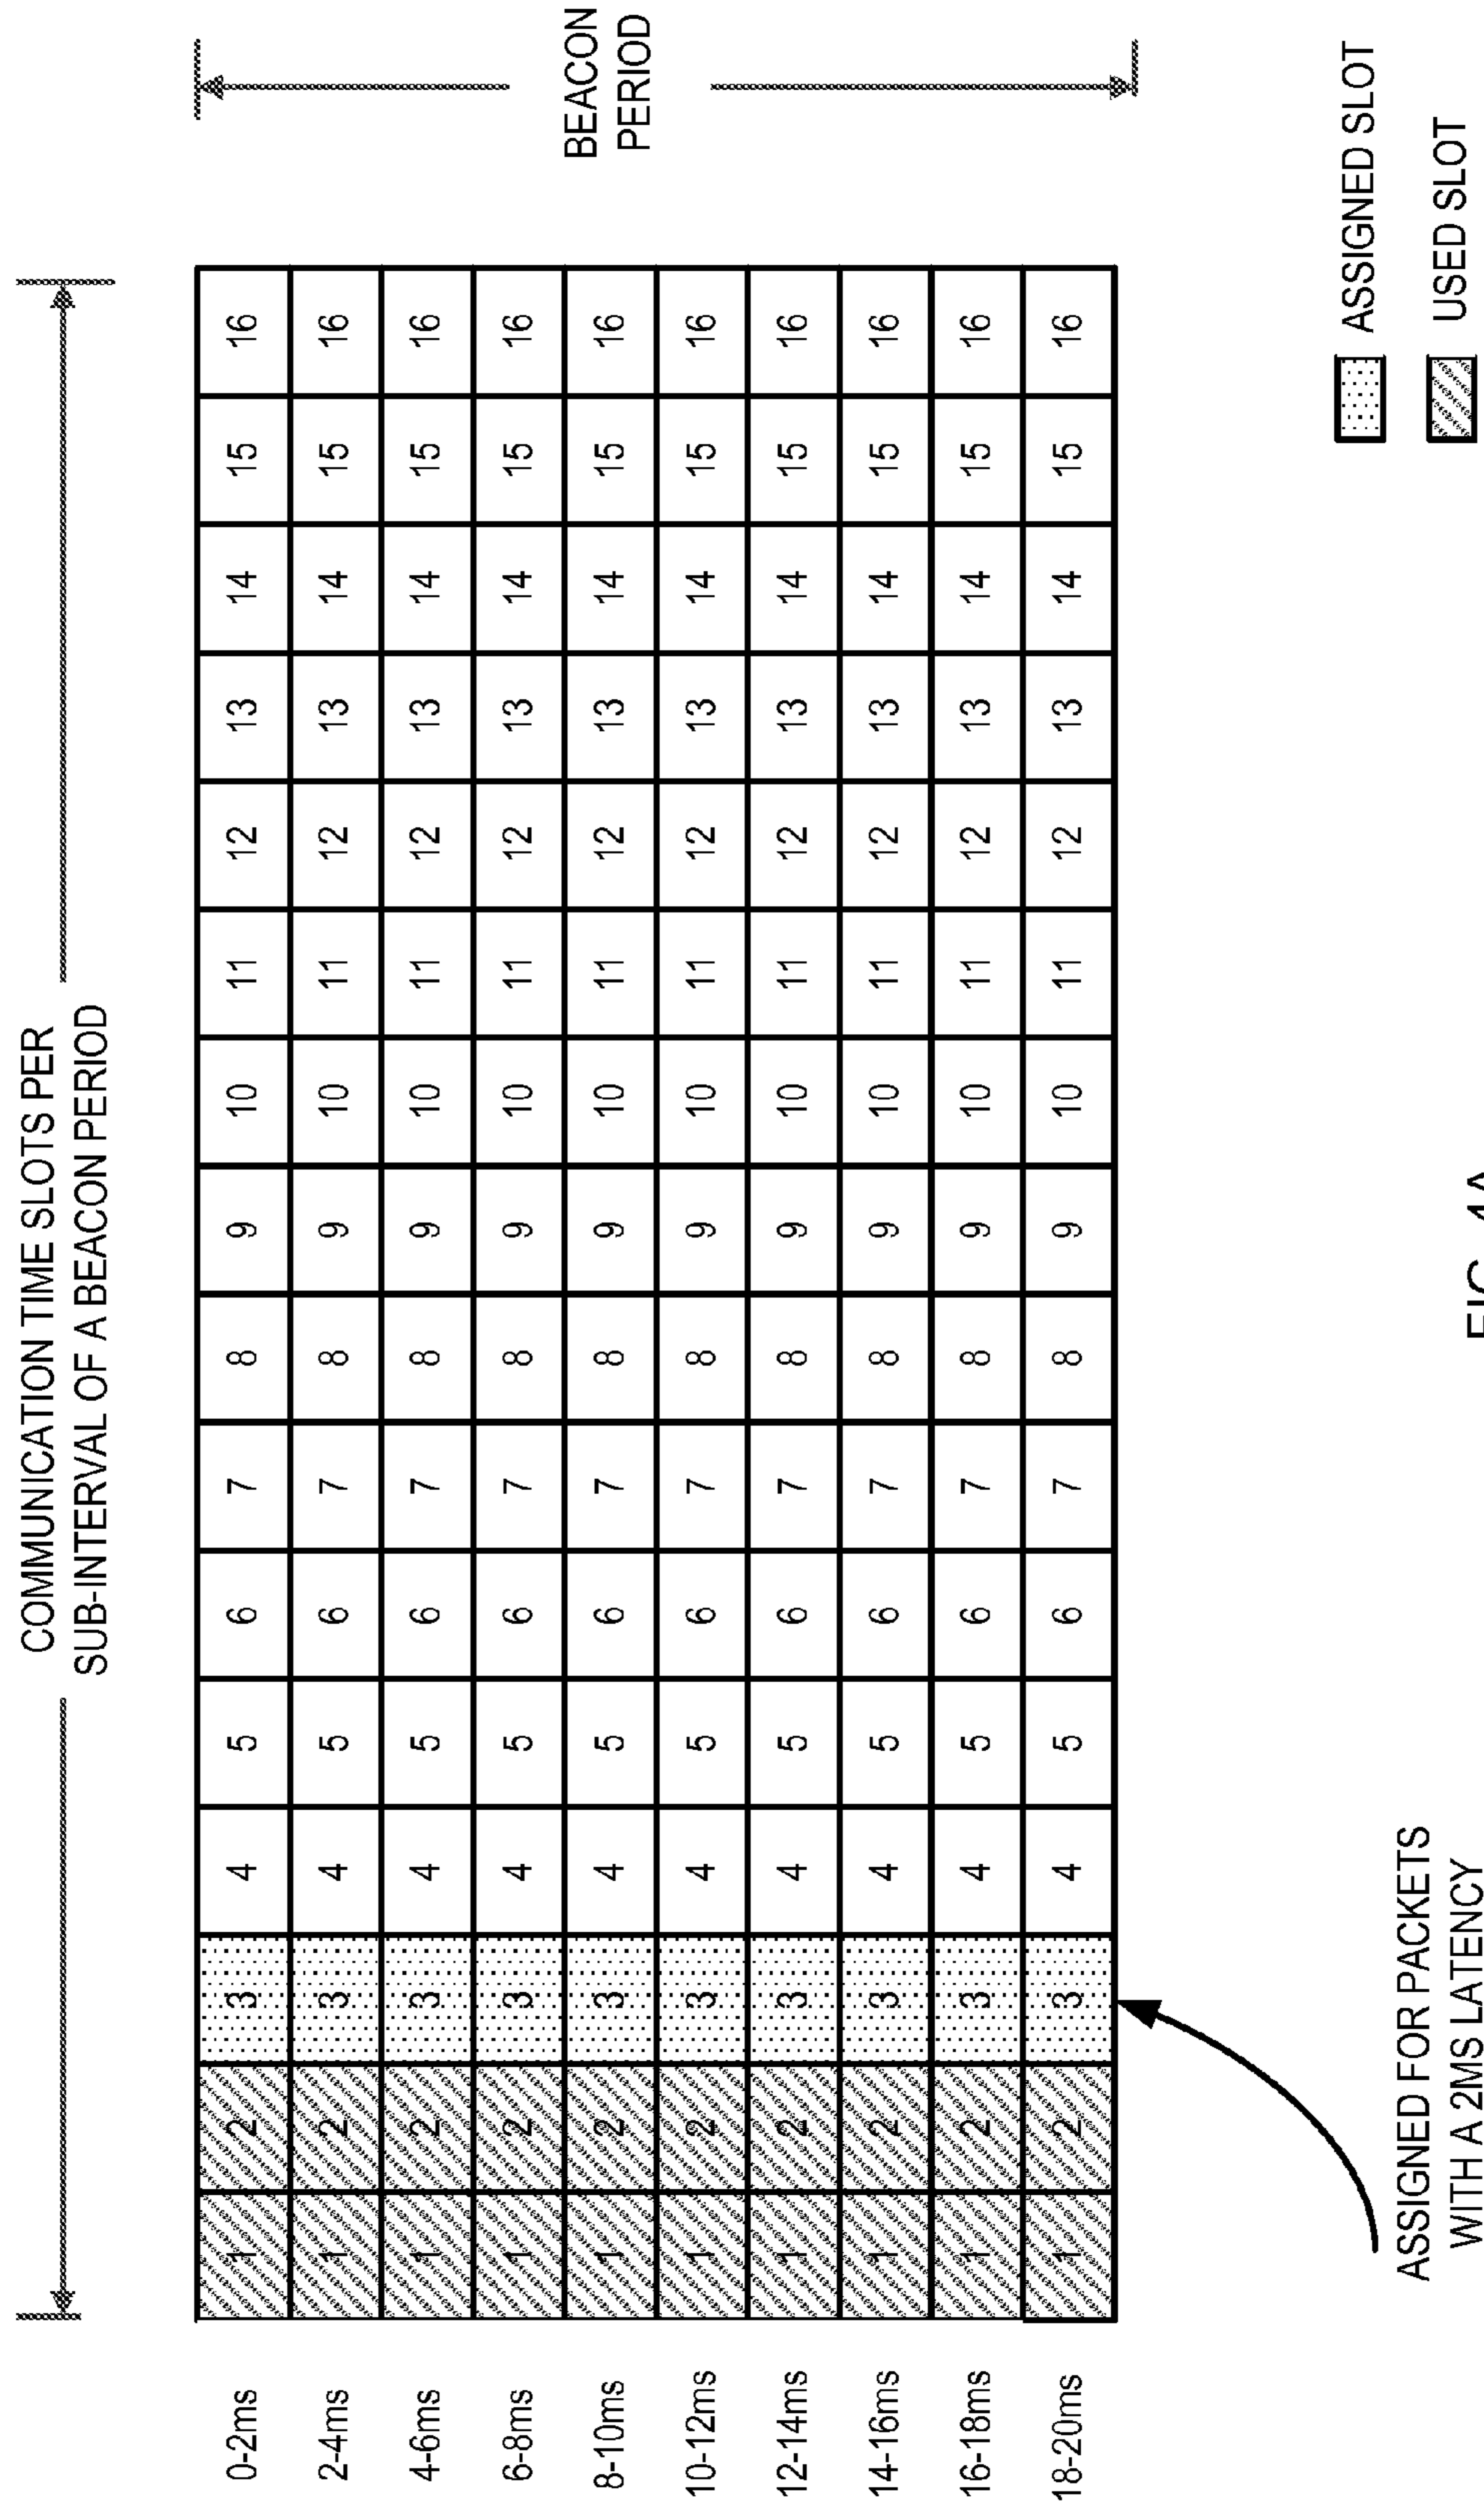 COMMUNICATION TIME SLOTS PER
SUB-INTERVAL OF A BEACON PERIOD
0-2ms 1 2 3 4 5 6 7 8 9 10 11 12 13 14 15 16
2-4ms 1 2 3 4 5 6 7 8 9 10 11 12 13 14 15 16
4-6ms 1 2 3 4 5 6 7 8 9 10 11 12 13 14 15 16
6-8ms 1 2 3 4 5 6 7 8 9 10 11 12 13 14 15 16
8-10ms 1 2 3 4 5 6 7 8 9 10 11 12 13 14 15 16
10-12ms 1 2 3 4 5 6 7 8 9 10 11 12 13 14 15 16
12-14ms 1 2 3 4 5 6 7 8 9 10 11 12 13 14 15 16
14-16ms 1 2 3 4 5 6 7 8 9 10 11 12 13 14 15 16
16-18ms 1 2 3 4 5 6 7 8 9 10 11 12 13 14 15 16
18-20ms 1 2 3 4 5 6 7 8 9 10 11 12 13 14 15 16
BEACON
PERIOD
ASSIGNED FOR PACKETS
WITH A 2MS LATENCY
ASSIGNED SLOT
USED SLOT
FIG. 4A